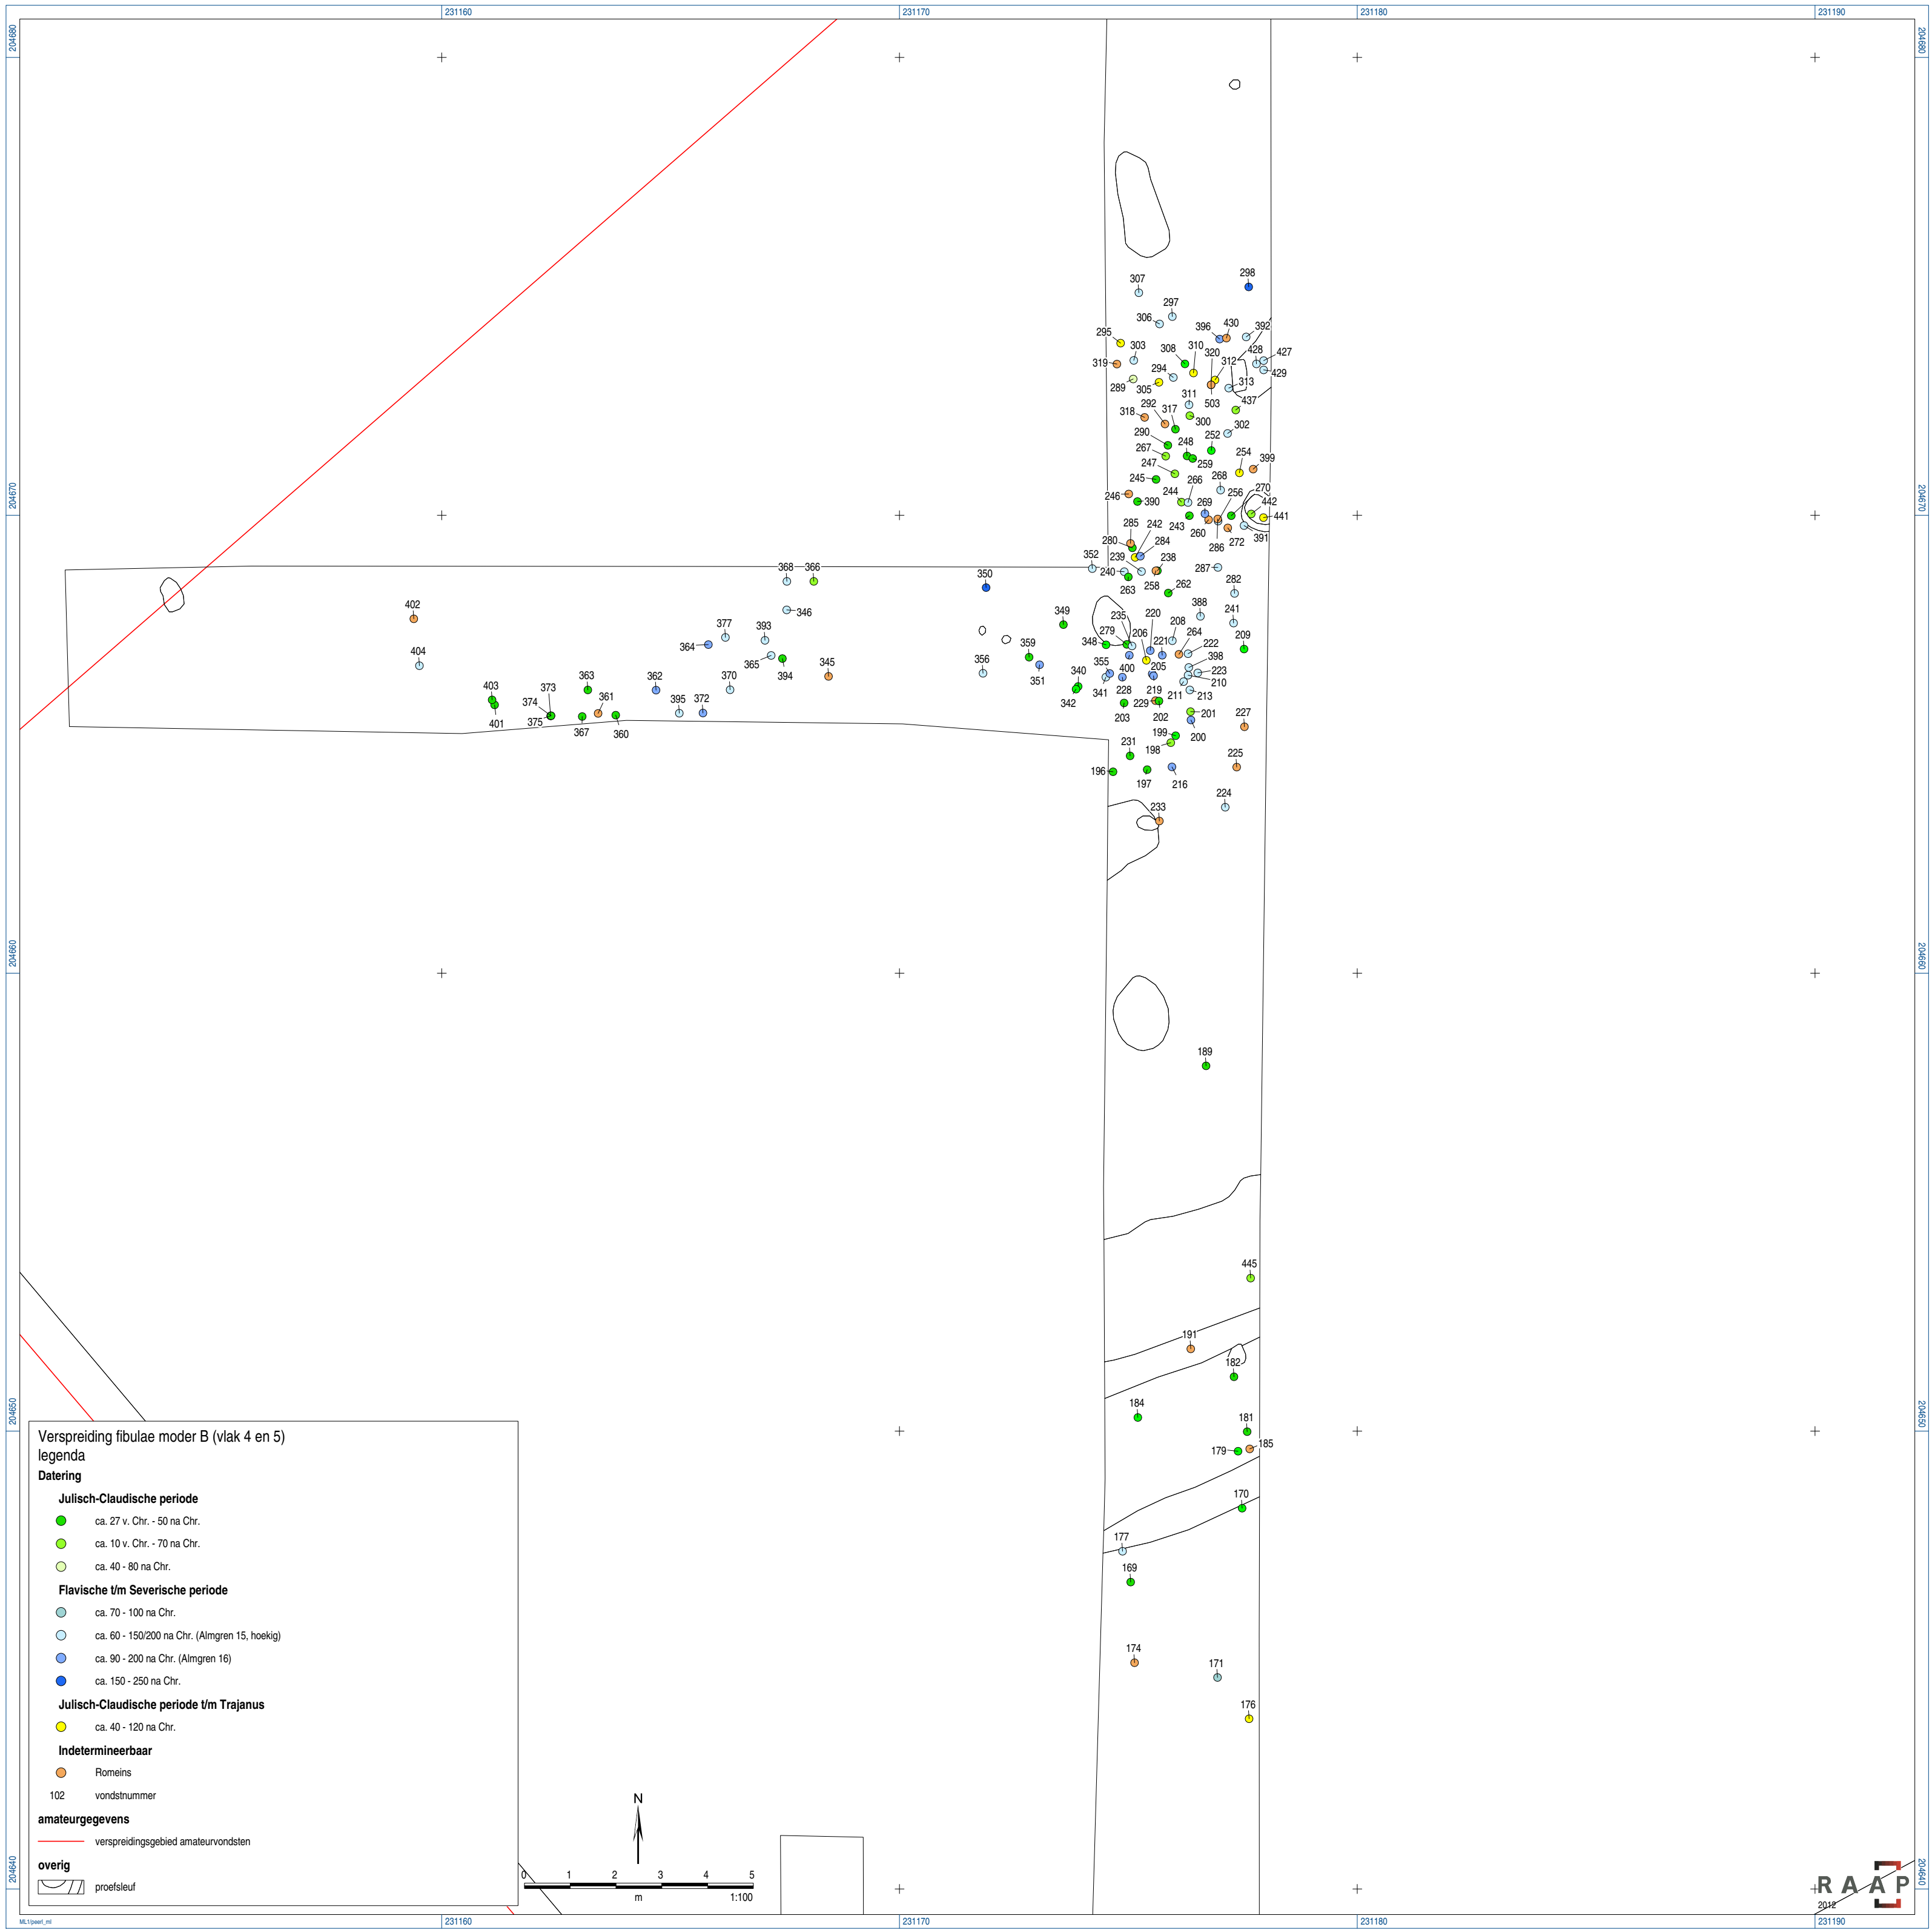 231160 231170 231180 231190
204680 204680
298
307
297
306
396 430 392
295
303 308 310 320 312 428 427
319 294 429
289 305 313
311 503 437
292 317
318 300 302
290 248 252
267 259 254 399
247 268
204670 245 266 204670
246 390 244 269 256 270 442
441
285 242 243 260 286 272 391
280 239 284 238
352 240 287
368 366 350 263 258 262 282
402 346 349 388 241
377 393 235 220 208 264
364 348 279 206 221 222 209
404 365 359 398
394 345 356 351 355 400 205 223
403 373 363 362 370 340 341 228 219 211 210
374 361 395 372 342 229 213
401 375 203 202 201
367 360 199 200 227
231 198
196 197 216 225
224
233
204660 204660
189
445
191
182
184
204650 181 204650
179 185
170
177
169
174
171
176
Verspreiding fibulae moder B (vlak 4 en 5)
legenda
Datering
Julisch-Claudische periode
ca. 27 v. Chr. - 50 na Chr.
ca. 10 v. Chr. - 70 na Chr.
ca. 40 - 80 na Chr.
Flavische t/m Severische periode
ca. 70 - 100 na Chr.
ca. 60 - 150/200 na Chr. (Almgren 15, hoekig)
ca. 90 - 200 na Chr. (Almgren 16)
ca. 150 - 250 na Chr.
Julisch-Claudische periode t/m Trajanus
ca. 40 - 120 na Chr.
Indetermineerbaar
Romeins
102 vondstnummer
amateurgegevens
verspreidingsgebied amateurvondsten
overig
proefsleuf
N
0 1 2 3 4 5
m 1:100
204640 204640
RAAP
2012
ML1/peerl_ml
231160 231170 231180 231190